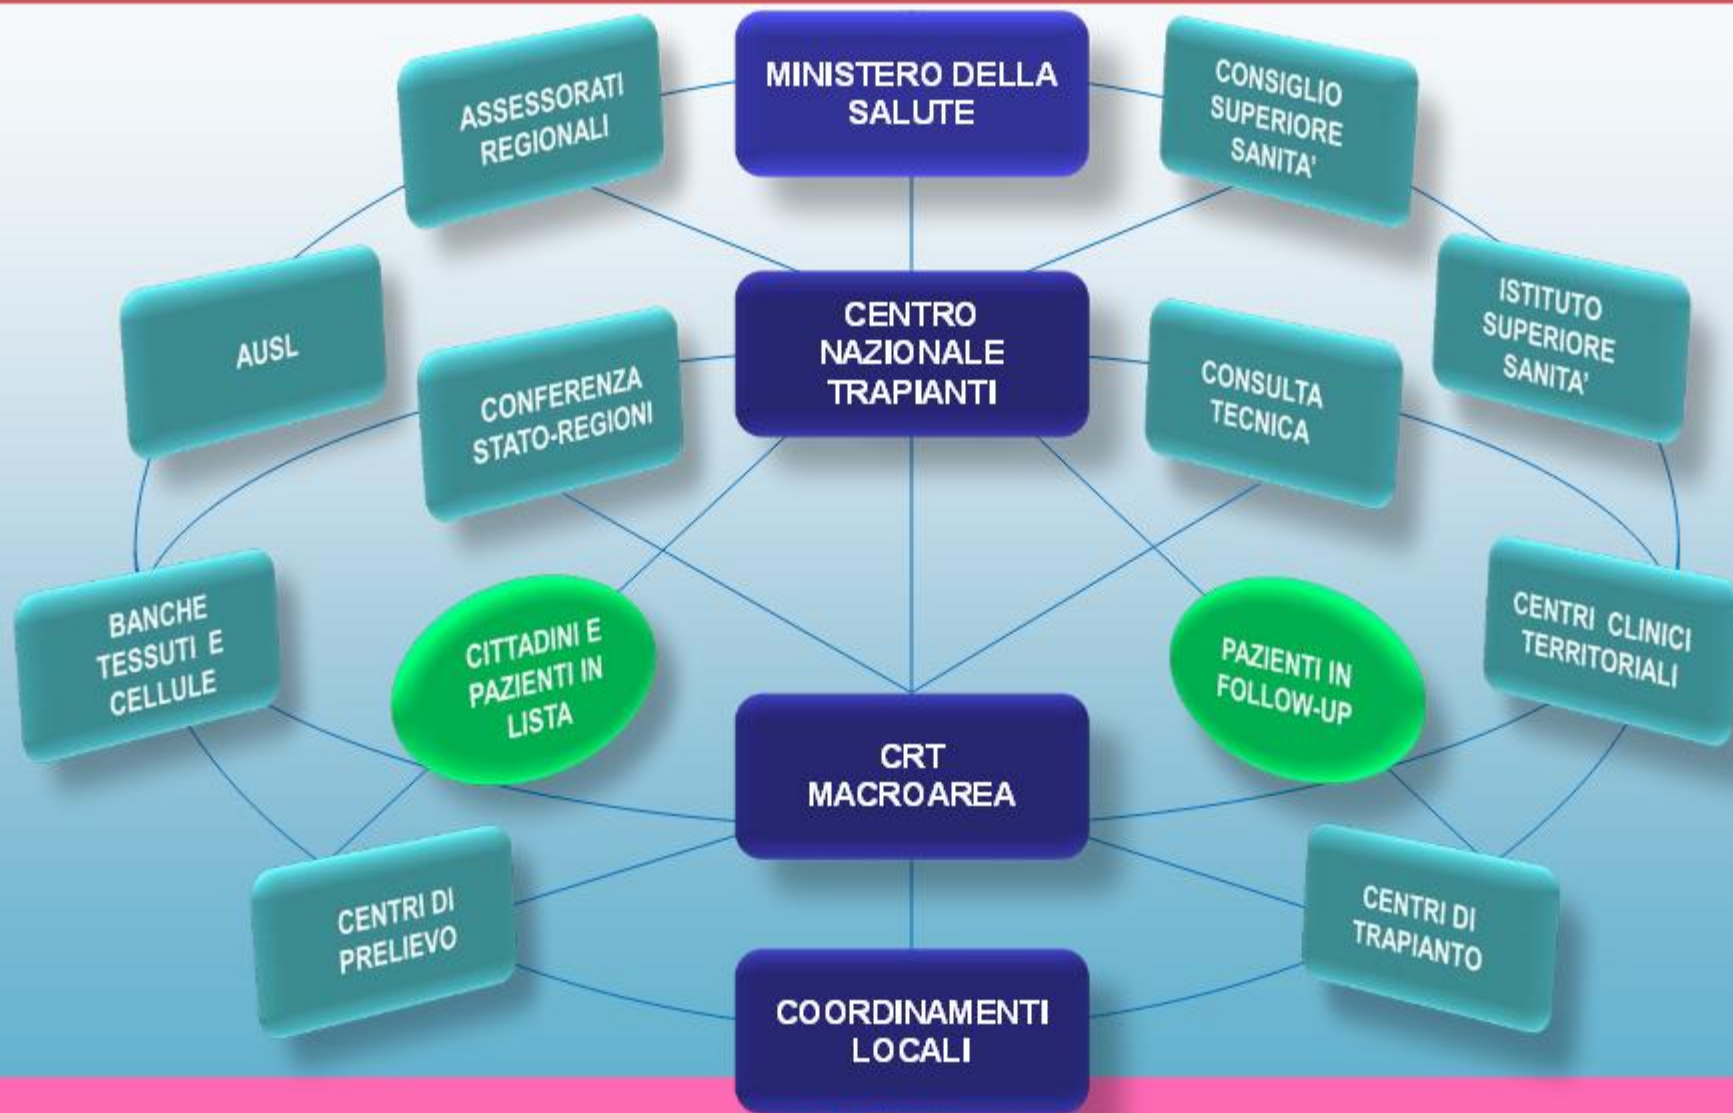 ASSESSORATI
REGIONALI
MINISTERO DELLA
SALUTE
CONSIGLIO
SUPERIORE
SANITA'
AUSL
CONFERENZA
STATO-REGIONI
CENTRO
NAZIONALE
TRAPIANTI
CONSULTA
TECNICA
ISTITUTO
SUPERIORE
SANITA'
BANCHE
TESSUTI E
CELLULE
CITTADINI E
PAZIENTI IN
LISTA
PAZIENTI IN
FOLLOW-UP
CENTRI CLINICI
TERRITORIALI
CRT
MACROAREA
CENTRI DI
PRELIEVO
CENTRI DI
TRAPIANTO
COORDINAMENTI
LOCALI